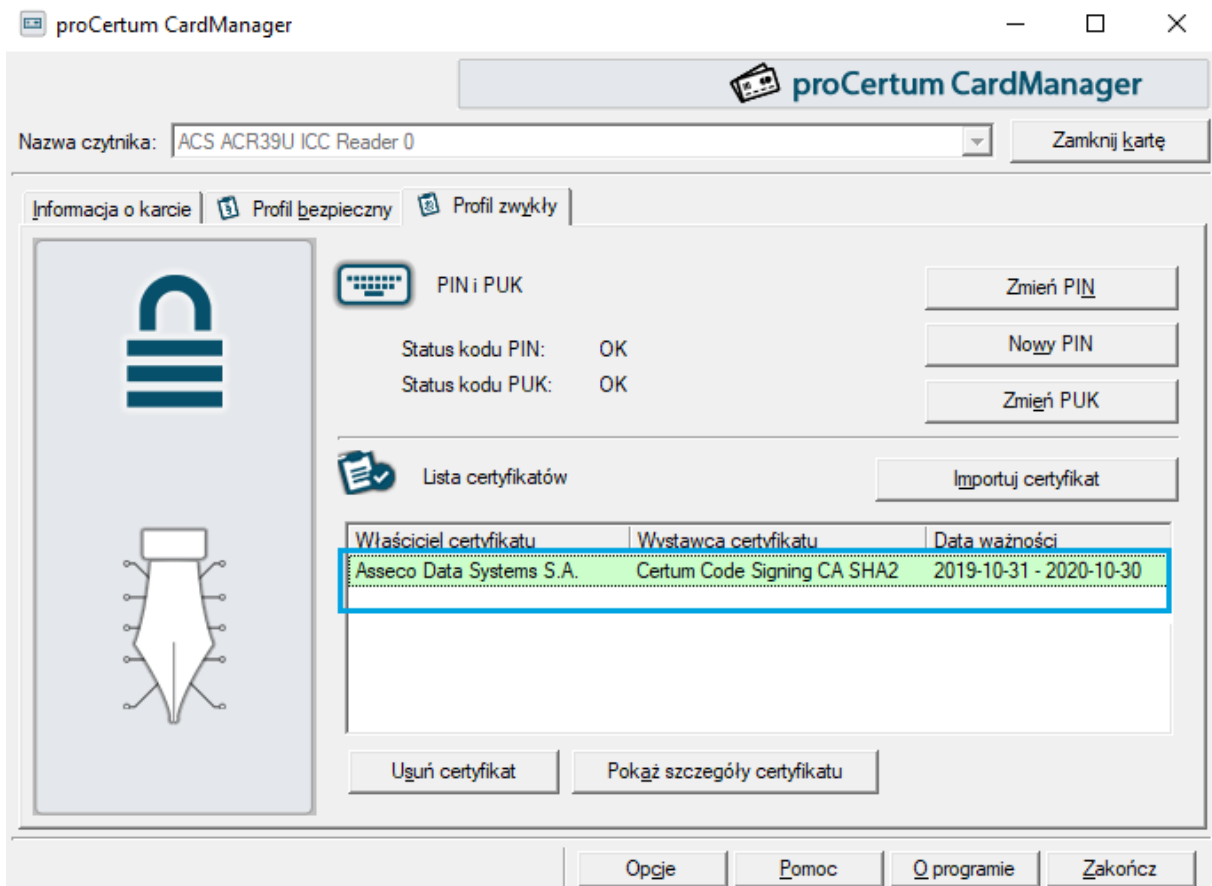 proCertum CardManager
proCertum CardManager
Nazwa czytnika: ACS ACR39U ICC Reader 0 Zamknij kartę
Informacja o karcie Profil bezpieczny Profil zwykły
PIN i PUK Zmień PIN
Status kodu PIN: OK Nowy PIN
Status kodu PUK: OK Zmień PUK
Lista certyfikatów Importuj certyfikat
Właściciel certyfikatu Wystawca certyfikatu Data ważności
Asseco Data Systems S.A. Certum Code Signing CA SHA2 2019-10-31 - 2020-10-30
Usuń certyfikat Pokaż szczegóły certyfikatu
Opcje Pomoc O programie Zakończ